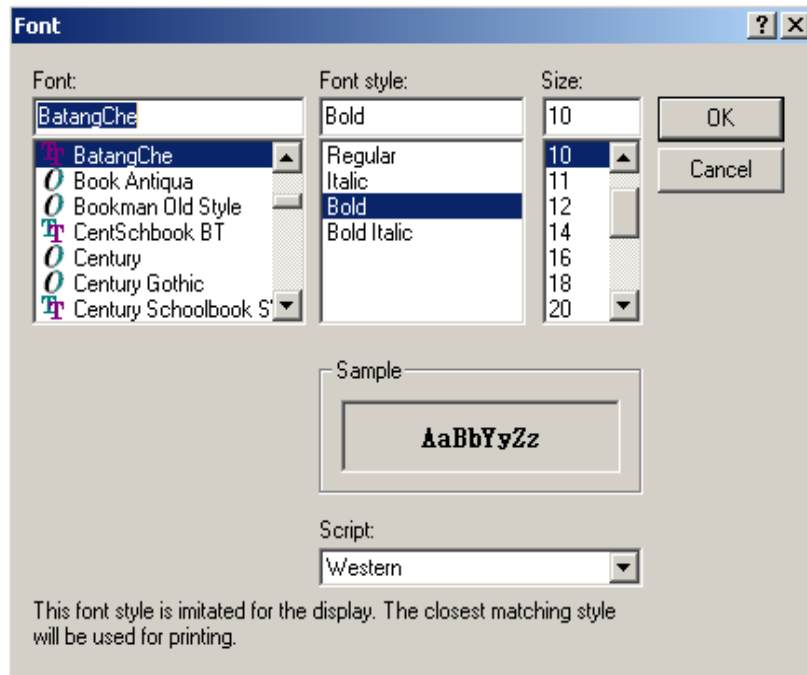 Font
Font:
BatangChe
BatangChe
Book Antiqua
Bookman Old Style
CentSchbook BT
Century
Century Gothic
Century Schoolbook S
Font style:
Bold
Regular
Italic
Bold
Bold Italic
Size:
10
10
11
12
14
16
18
20
OK
Cancel
Sample
AaBbYyZz
Script:
Western
This font style is imitated for the display. The closest matching style
will be used for printing.